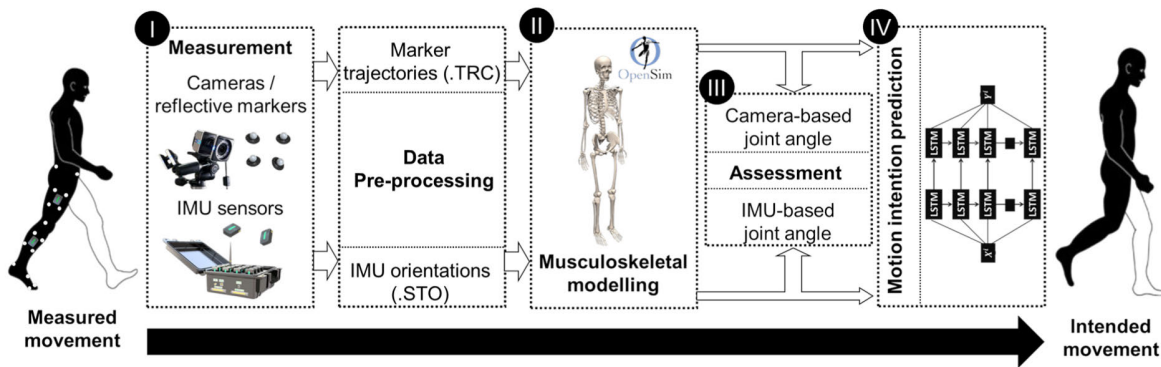 I
Measurement
Cameras /
reflective markers
IMU sensors
Marker
trajectories (.TRC)
Data
Pre-processing
IMU orientations
(.STO)
II
OpenSim
Musculoskeletal
modelling
III
Camera-based
joint angle
Assessment
IMU-based
joint angle
IV
Motion intention prediction
Yⁱ
LSTM
LSTM
LSTM
LSTM
LSTM
LSTM
LSTM
LSTM
Xⁱ
Measured
movement
Intended
movement